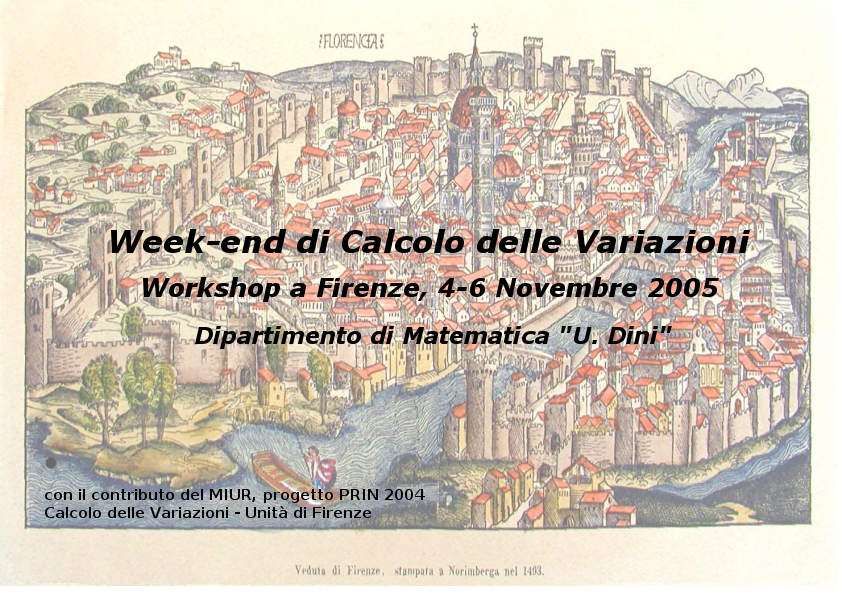 FLORENCIA
Week-end di Calcolo delle Variazioni
Workshop a Firenze, 4-6 Novembre 2005
Dipartimento di Matematica "U. Dini"
con il contributo del MIUR, progetto PRIN 2004
Calcolo delle Variazioni - Unità di Firenze
Veduta di Firenze, stampata a Norimberga nel 1493.